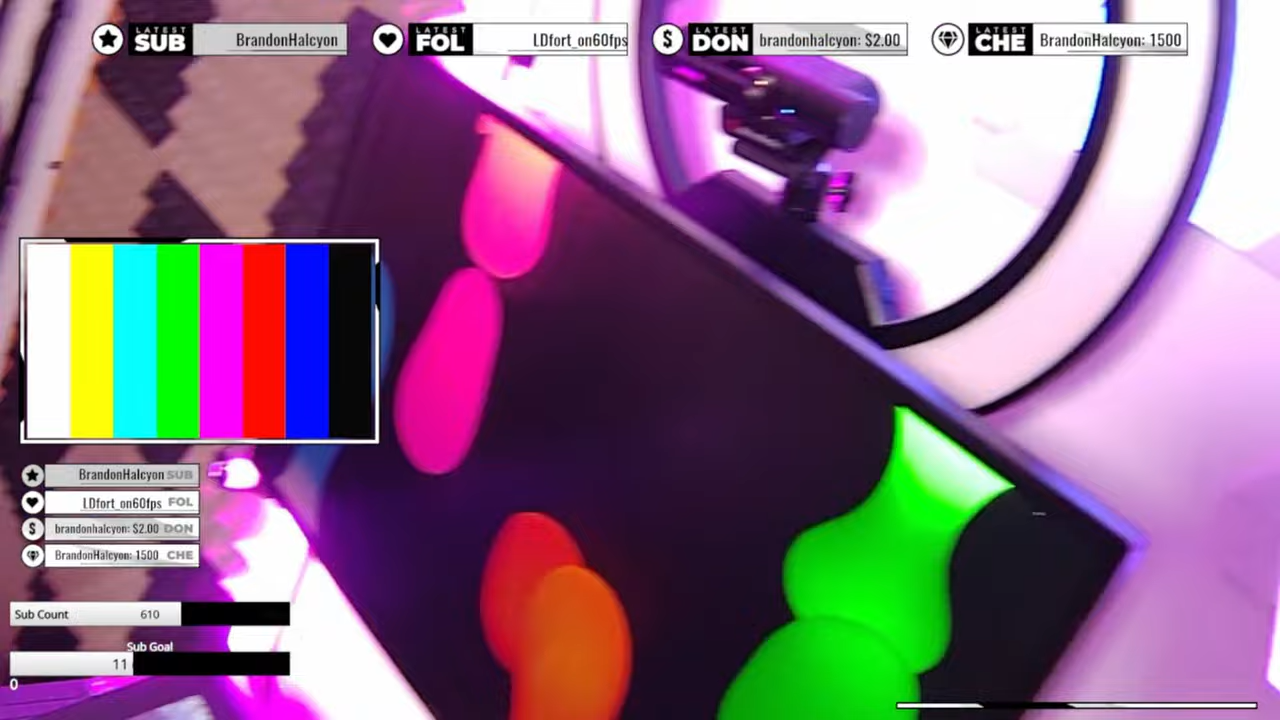 LATEST SUB BrandonHalcyon
LATEST FOL LDfort_on60fps
LATEST DON brandonhalcyon: $2.00
LATEST CHE BrandonHalcyon: 1500
BrandonHalcyon SUB
LDfort_on60fps FOL
$ brandonhalcyon: $2.00 DON
BrandonHalcyon: 1500 CHE
Sub Count 610
Sub Goal
11
0